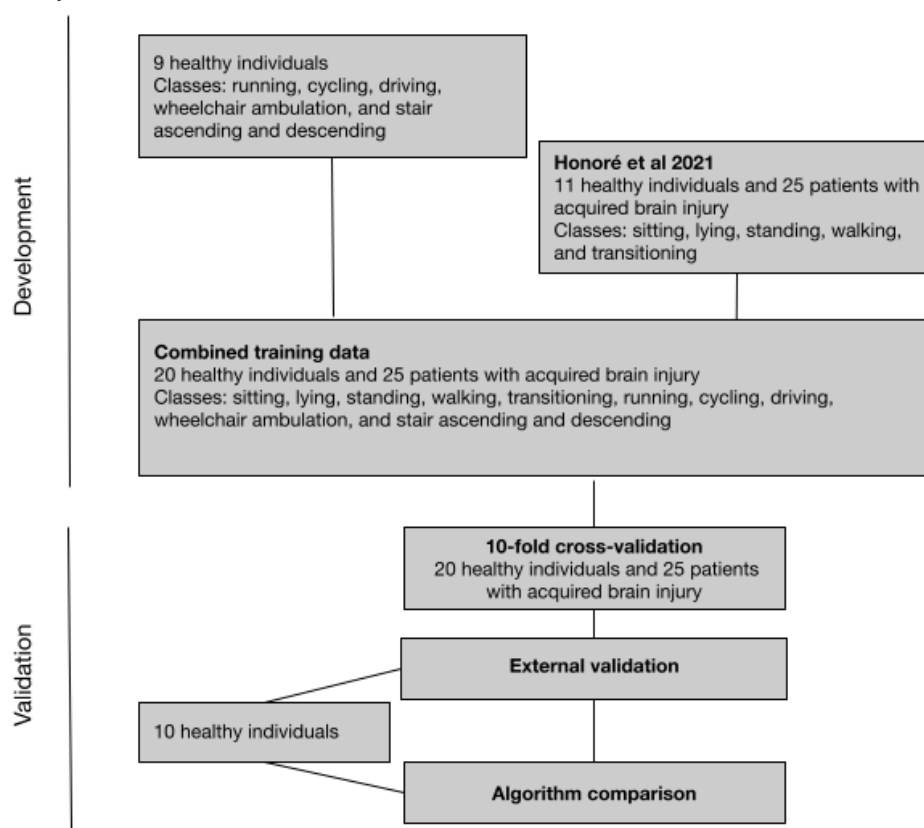 Development
9 healthy individuals
Classes: running, cycling, driving,
wheelchair ambulation, and stair
ascending and descending
Honoré et al 2021
11 healthy individuals and 25 patients with
acquired brain injury
Classes: sitting, lying, standing, walking,
and transitioning
Combined training data
20 healthy individuals and 25 patients with acquired brain injury
Classes: sitting, lying, standing, walking, transitioning, running, cycling, driving,
wheelchair ambulation, and stair ascending and descending
Validation
10-fold cross-validation
20 healthy individuals and 25 patients
with acquired brain injury
External validation
10 healthy individuals
Algorithm comparison